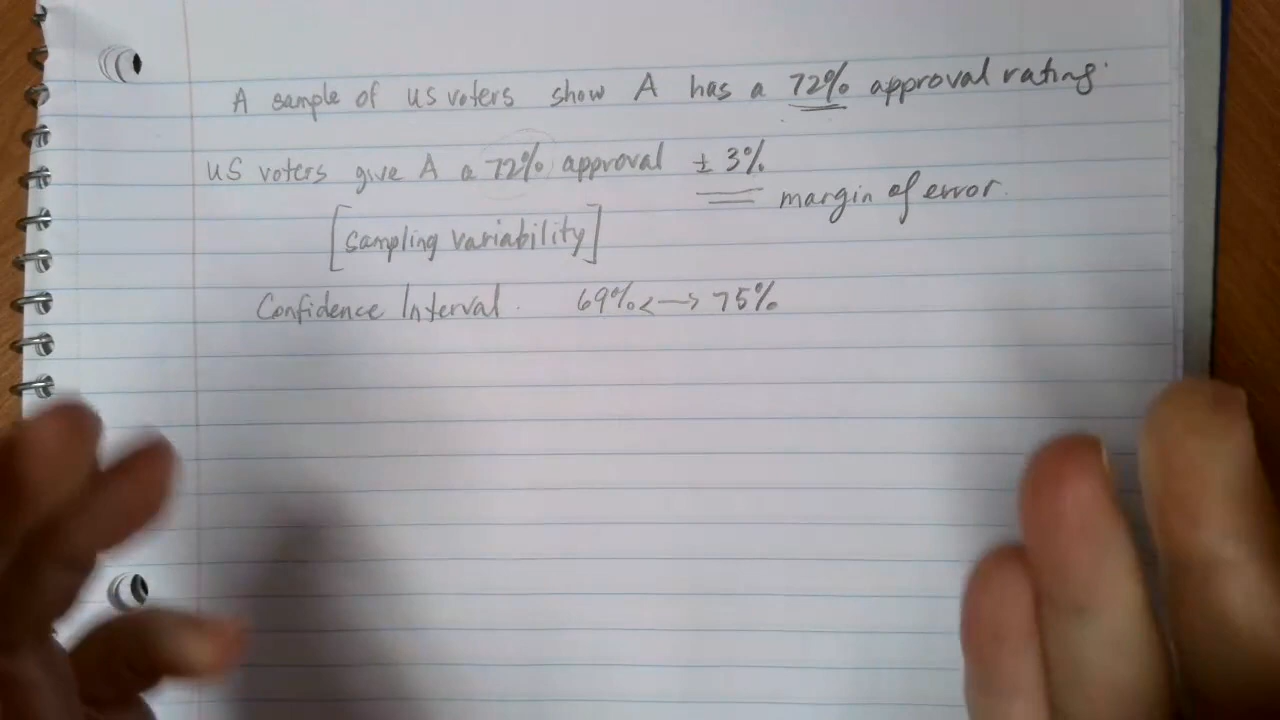 A sample of US voters show A has a 72% approval rating.
US voters give A a 72% approval ± 3%
margin of error.
[Sampling variability]
Confidence Interval. 69% <—> 75%